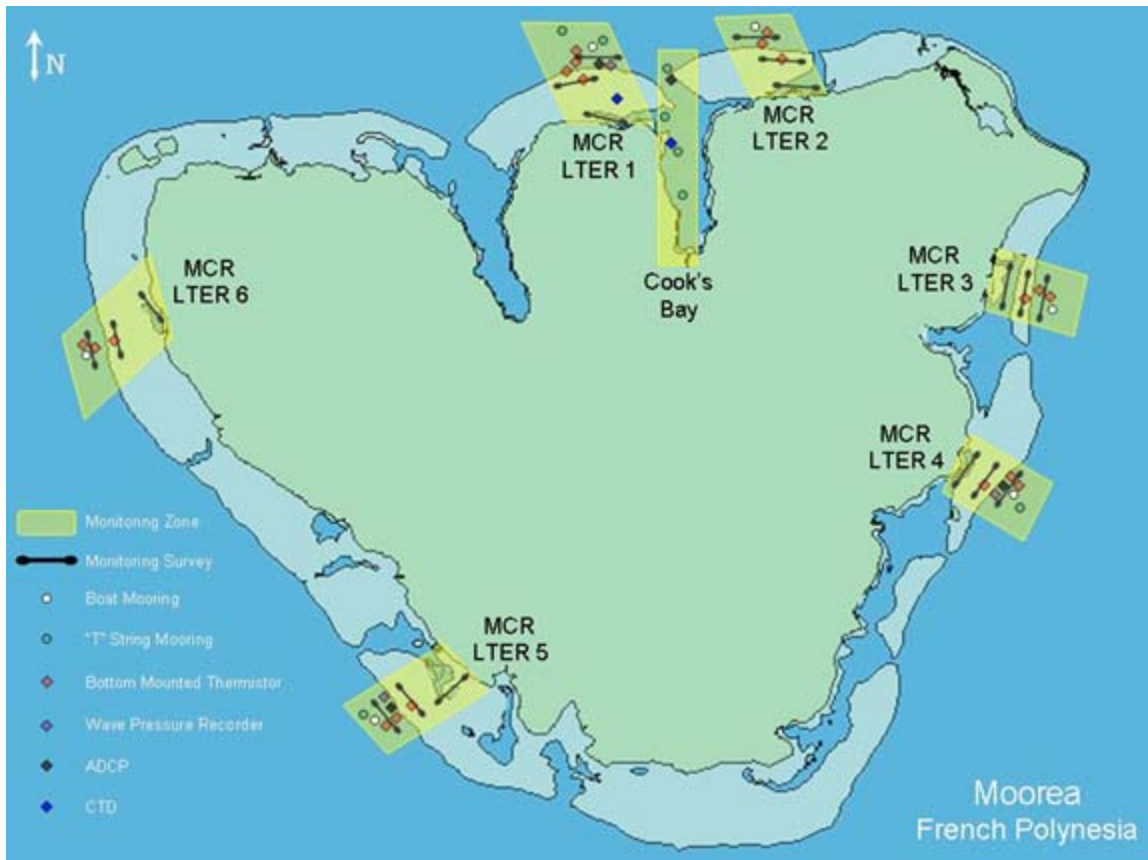 N
MCR
LTER 1
MCR
LTER 2
MCR
LTER 6
Cook's
Bay
MCR
LTER 3
MCR
LTER 4
MCR
LTER 5
Monitoring Zone
Monitoring Survey
Boat Mooring
"T" String Mooring
Bottom Mounted Thermistor
Wave Pressure Recorder
ADCP
CTD
Moorea
French Polynesia